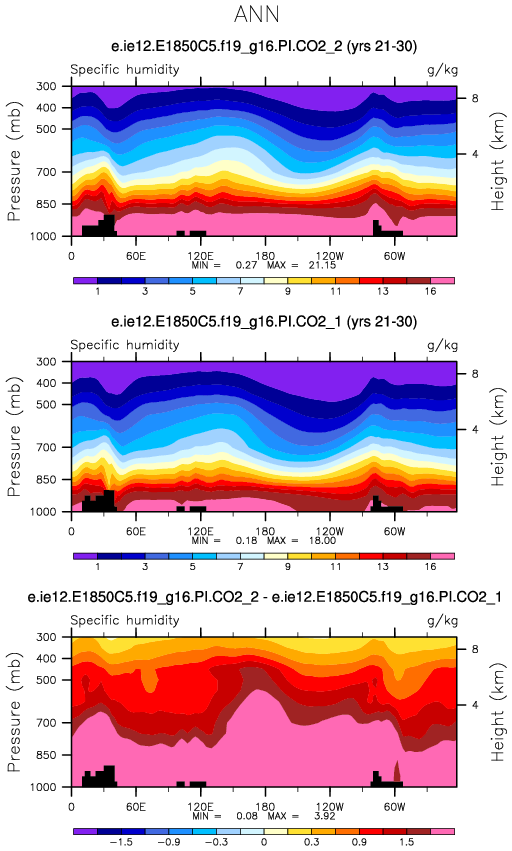 ANN
e.ie12.E1850C5.f19_g16.PI.CO2_2 (yrs 21-30)
Specific humidity g/kg
300
400
500
700
850
1000
Pressure (mb)
8
4
Height (km)
0 60E 120E 180 120W 60W
MIN = 0.27 MAX = 21.15
1 3 5 7 9 11 13 16
e.ie12.E1850C5.f19_g16.PI.CO2_1 (yrs 21-30)
Specific humidity g/kg
300
400
500
700
850
1000
Pressure (mb)
8
4
Height (km)
0 60E 120E 180 120W 60W
MIN = 0.18 MAX = 18.00
1 3 5 7 9 11 13 16
e.ie12.E1850C5.f19_g16.PI.CO2_2 - e.ie12.E1850C5.f19_g16.PI.CO2_1
Specific humidity g/kg
300
400
500
700
850
1000
Pressure (mb)
8
4
Height (km)
0 60E 120E 180 120W 60W
MIN = 0.08 MAX = 3.92
−1.5 −0.9 −0.3 0 0.3 0.9 1.5